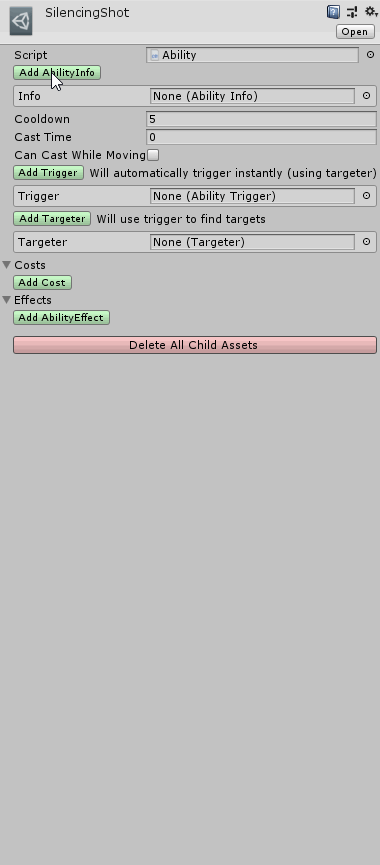 SilencingShot
Open
Script Ability
Add AbilityInfo
Info None (Ability Info)
Cooldown 5
Cast Time 0
Can Cast While Moving
Add Trigger Will automatically trigger instantly (using targeter)
Trigger None (Ability Trigger)
Add Targeter Will use trigger to find targets
Targeter None (Targeter)
Costs
Add Cost
Effects
Add AbilityEffect
Delete All Child Assets